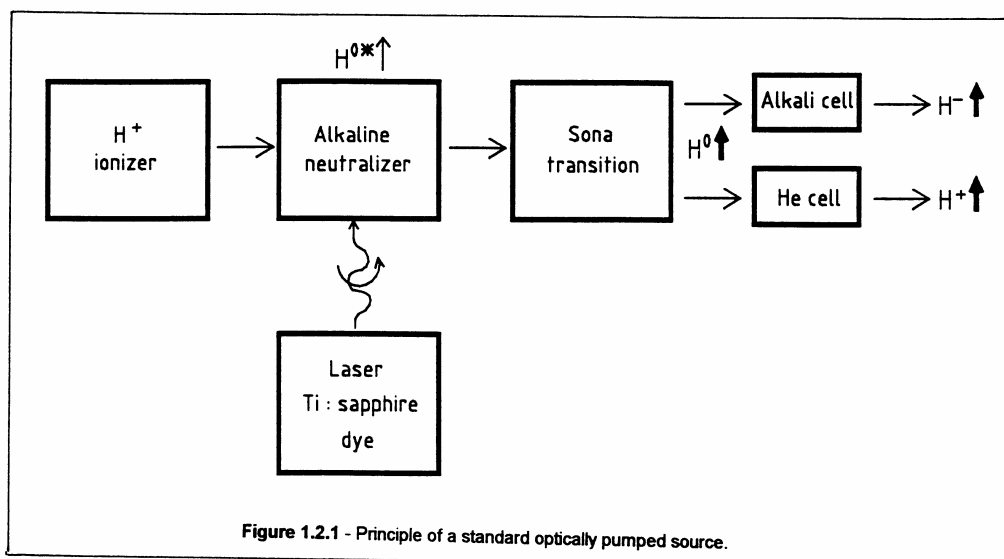 H⁰* ↑
H⁺
ionizer
Alkaline
neutralizer
Sona
transition
H⁰ ⬆
Alkali cell
H⁻ ⬆
He cell
H⁺ ⬆
Laser
Ti : sapphire
dye
Figure 1.2.1 - Principle of a standard optically pumped source.